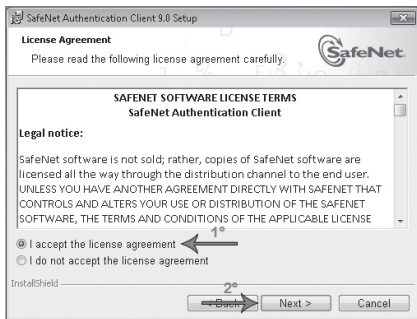 SafeNet Authentication Client 9.0 Setup
License Agreement
Please read the following license agreement carefully.
SafeNet.
SAFENET SOFTWARE LICENSE TERMS
SafeNet Authentication Client
Legal notice:
SafeNet software is not sold; rather, copies of SafeNet software are
licensed all the way through the distribution channel to the end user.
UNLESS YOU HAVE ANOTHER AGREEMENT DIRECTLY WITH SAFENET THAT
CONTROLS AND ALTERS YOUR USE OR DISTRIBUTION OF THE SAFENET
SOFTWARE, THE TERMS AND CONDITIONS OF THE APPLICABLE LICENSE
I accept the license agreement
1º
I do not accept the license agreement
InstallShield
2º
< Back
Next >
Cancel